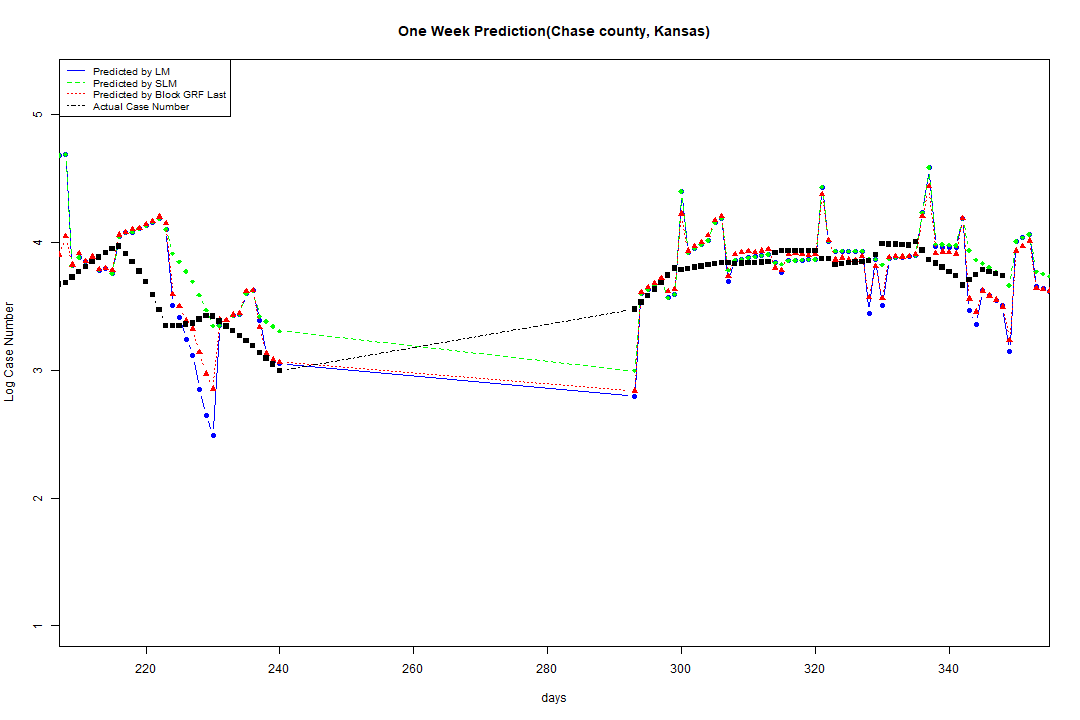 One Week Prediction(Chase county, Kansas)
Predicted by LM
Predicted by SLM
Predicted by Block GRF Last
Actual Case Number
5
4
3
2
1
Log Case Number
220 240 260 280 300 320 340
days